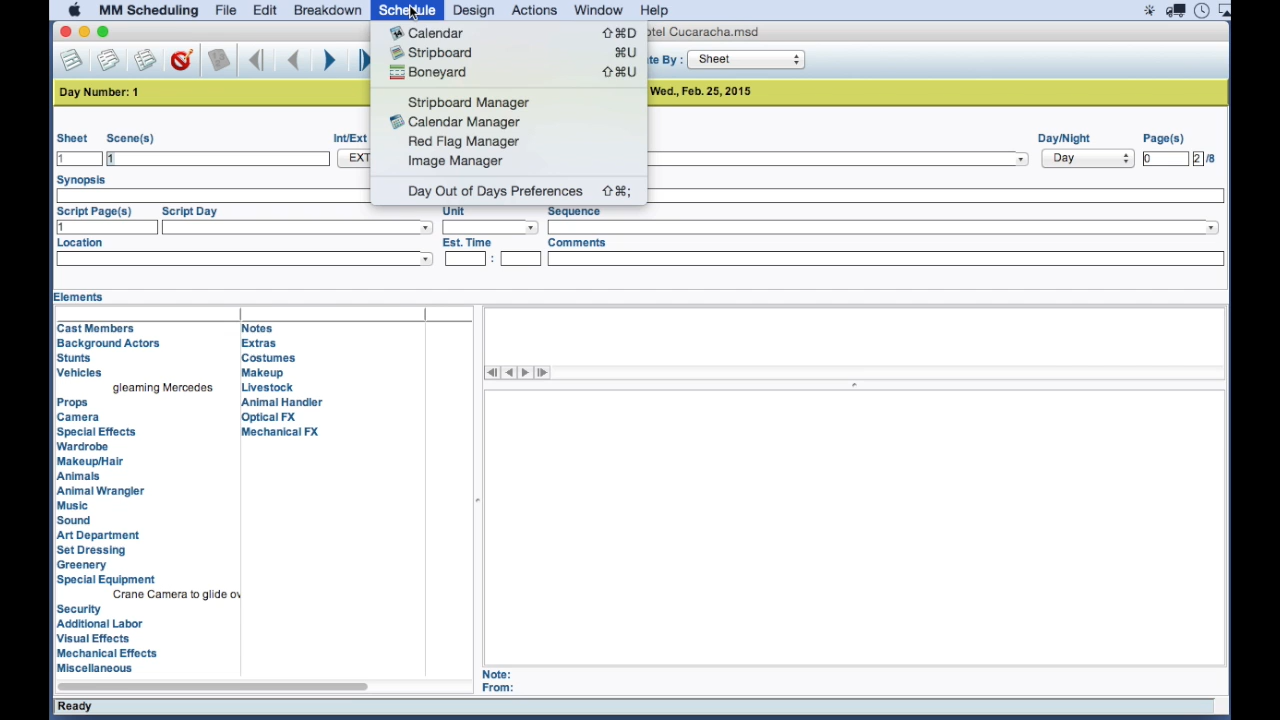 MM Scheduling File Edit Breakdown Schedule Design Actions Window Help
Calendar ⇧⌘D
Stripboard ⌘U
Boneyard ⇧⌘U
Stripboard Manager
Calendar Manager
Red Flag Manager
Image Manager
Day Out of Days Preferences ⇧⌘;
otel Cucaracha.msd
te By : Sheet
Day Number: 1
Wed., Feb. 25, 2015
Sheet Scene(s) Int/Ext Day/Night Page(s)
1 1 EXT Day 0 2 /8
Synopsis
Script Page(s) Script Day Unit Sequence
1
Location Est. Time Comments
:
Elements
Cast Members Notes
Background Actors Extras
Stunts Costumes
Vehicles Makeup
gleaming Mercedes Livestock
Props Animal Handler
Camera Optical FX
Special Effects Mechanical FX
Wardrobe
Makeup/Hair
Animals
Animal Wrangler
Music
Sound
Art Department
Set Dressing
Greenery
Special Equipment
Crane Camera to glide ov
Security
Additional Labor
Visual Effects
Mechanical Effects
Miscellaneous
Note:
From:
Ready